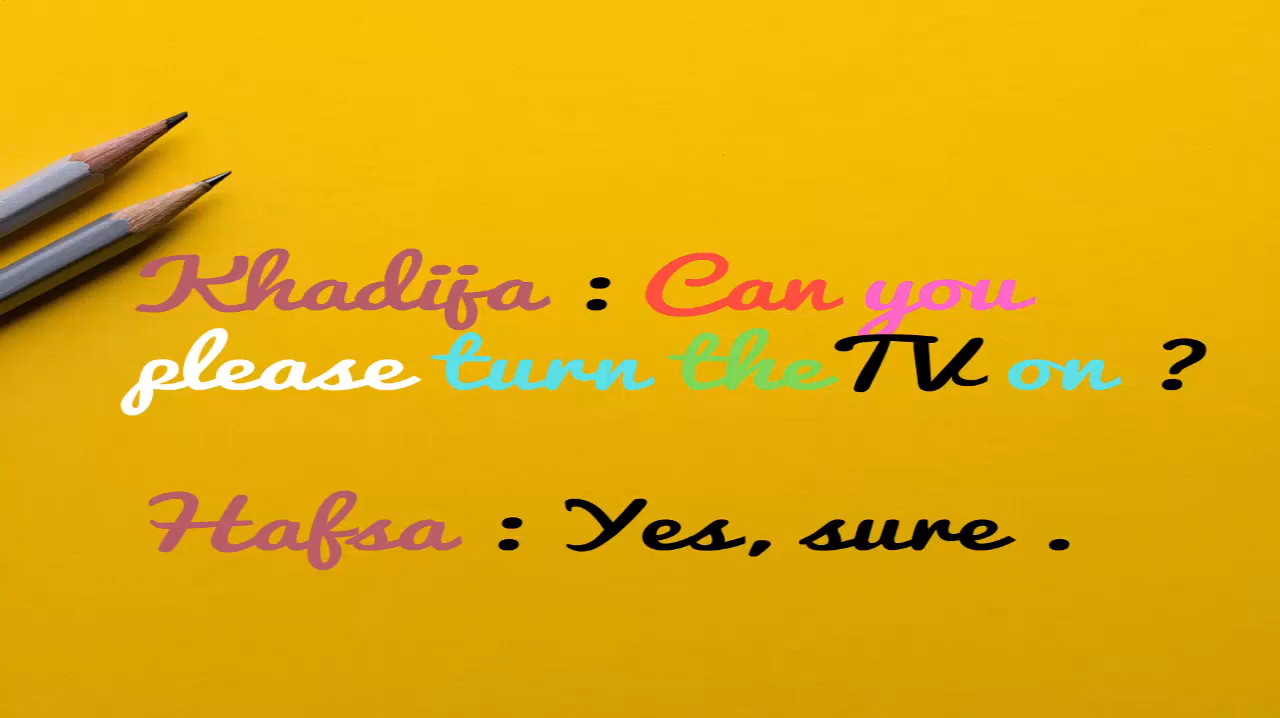 Khadija : Can you
please turn the TV on ?
Hafsa : Yes, sure .